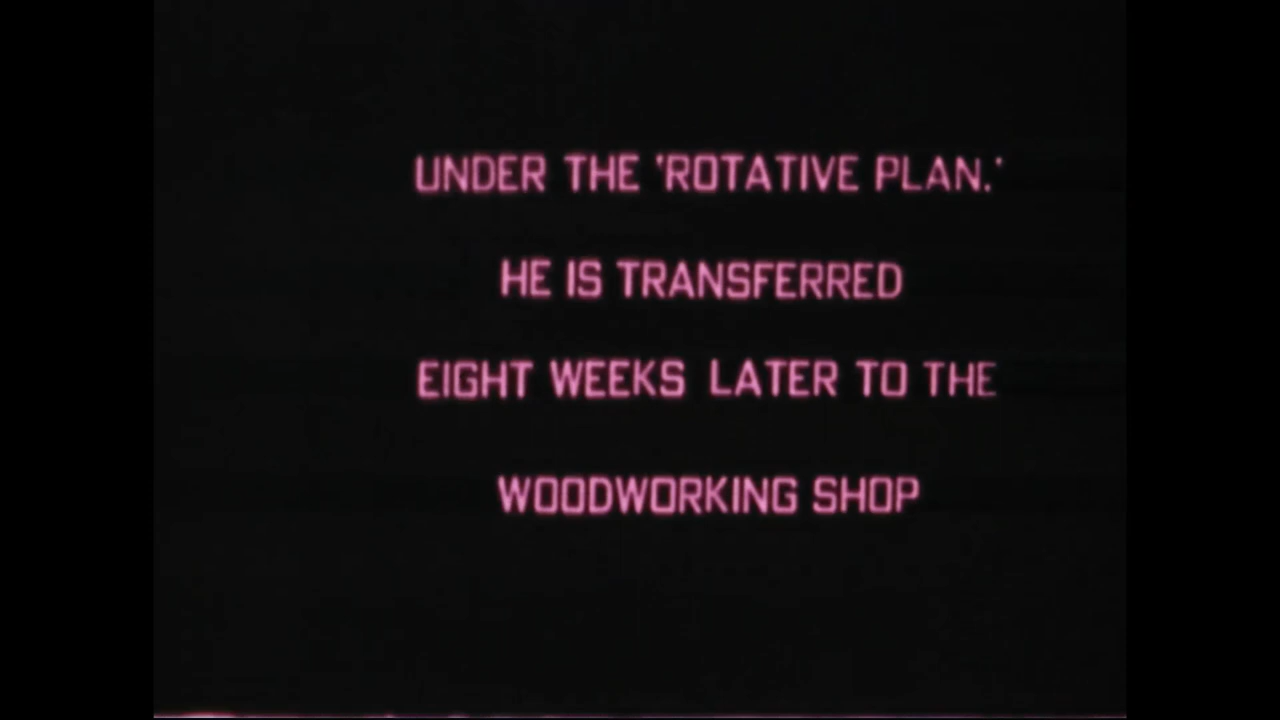 UNDER THE 'ROTATIVE PLAN.'
HE IS TRANSFERRED
EIGHT WEEKS LATER TO THE
WOODWORKING SHOP